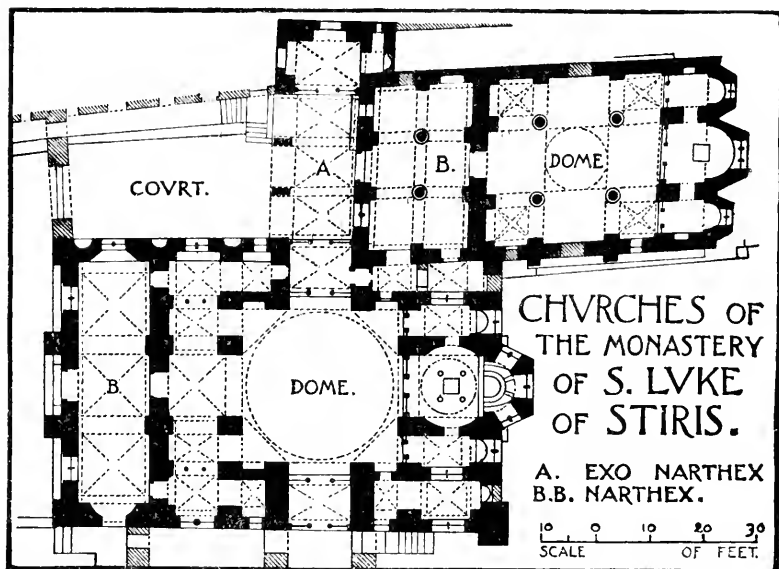 COVRT.
A
B.
DOME
B
DOME.
CHVRCHES OF
THE MONASTERY
OF S. LVKE
OF STIRIS.
A. EXO NARTHEX
B.B. NARTHEX.
10 0 10 20 30
SCALE OF FEET.